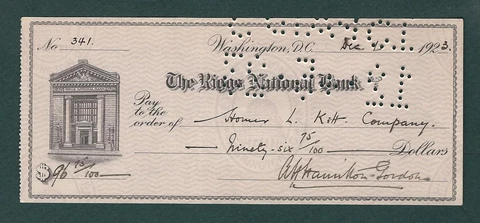 No 341. Washington, D.C. Dec 4, 1923.
The Riggs National Bank.
Pay
to the
order of Homer L. Kitt Company.
Ninety-six 75/100 Dollars
$96 75/100
A H Hamilton-Gordon